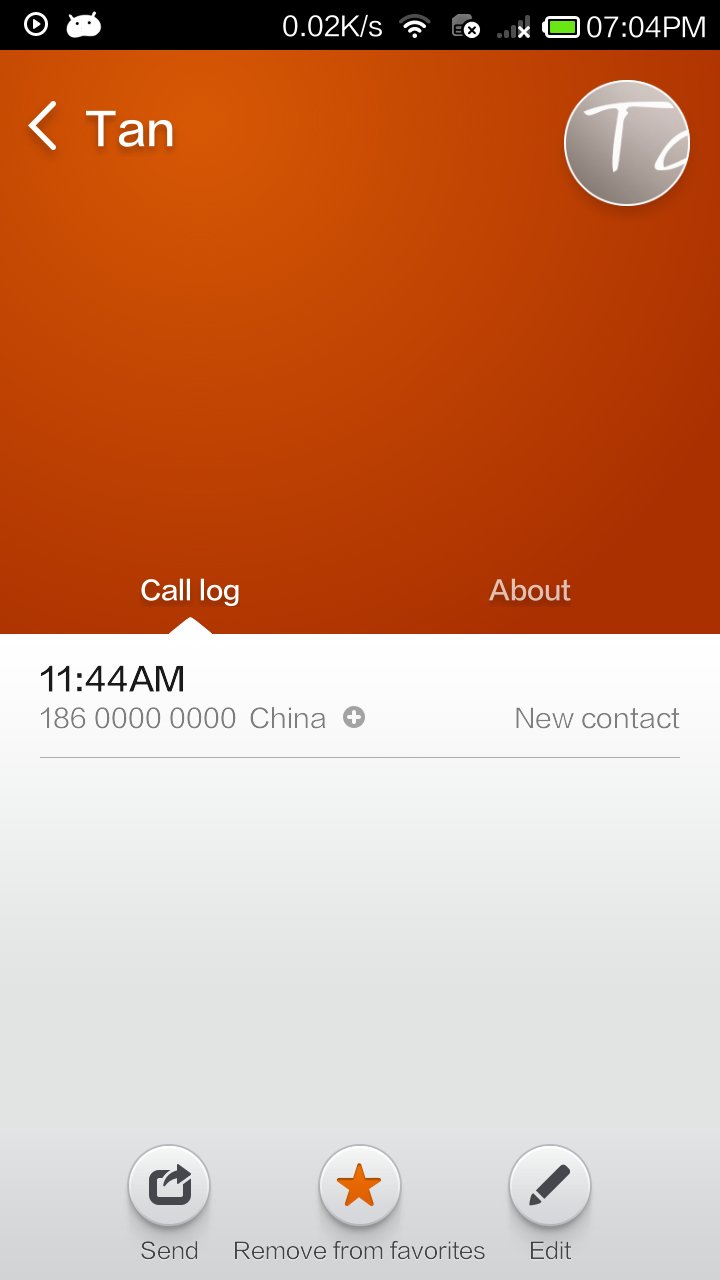 0.02K/s 07:04PM
Tan
Ta
Call log About
11:44AM
186 0000 0000 China New contact
Send Remove from favorites Edit